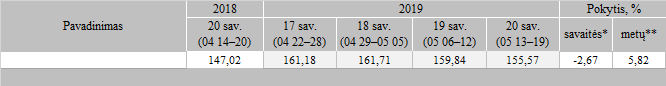 Pavadinimas 2018 2019 Pokytis, %
20 sav. (04 14–20) 17 sav. (04 22–28) 18 sav. (04 29–05 05) 19 sav. (05 06–12) 20 sav. (05 13–19) savaitės* metų**
147,02 161,18 161,71 159,84 155,57 -2,67 5,82